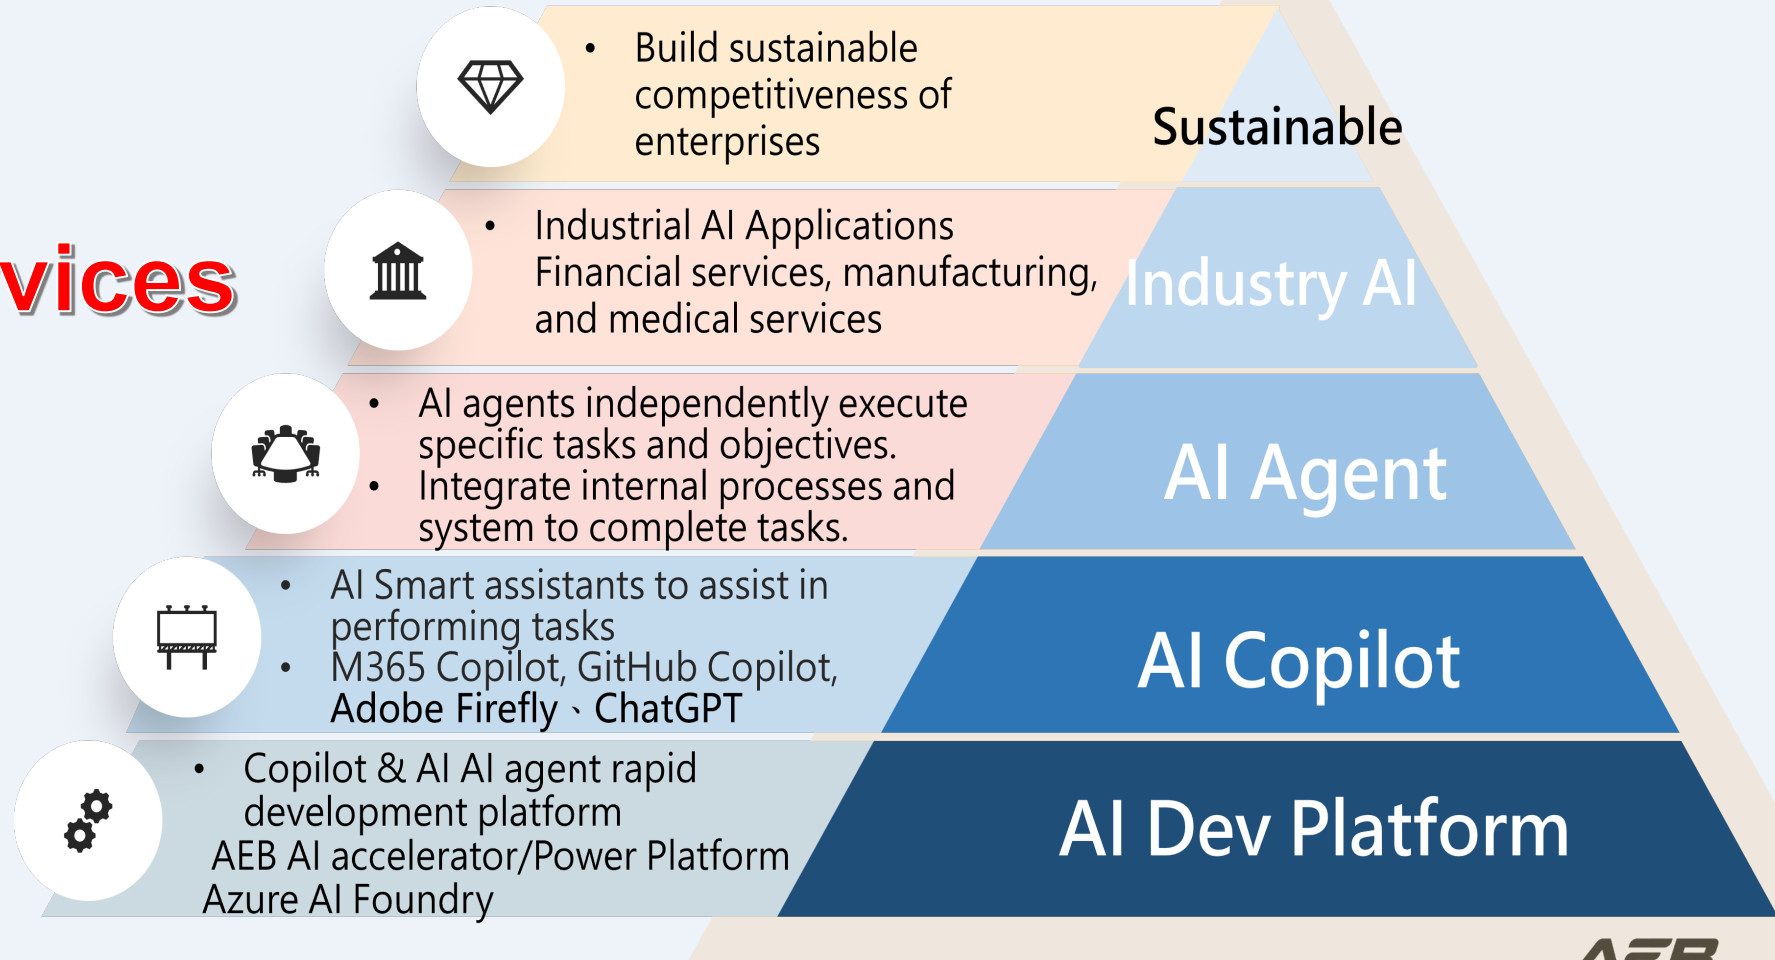 • Build sustainable
competitiveness of
enterprises
Sustainable
vices
• Industrial AI Applications
Financial services, manufacturing,
and medical services
Industry AI
• AI agents independently execute
specific tasks and objectives.
• Integrate internal processes and
system to complete tasks.
AI Agent
• AI Smart assistants to assist in
performing tasks
• M365 Copilot, GitHub Copilot,
Adobe Firefly、ChatGPT
AI Copilot
• Copilot & AI AI agent rapid
development platform
AEB AI accelerator/Power Platform
Azure AI Foundry
AI Dev Platform
AEB